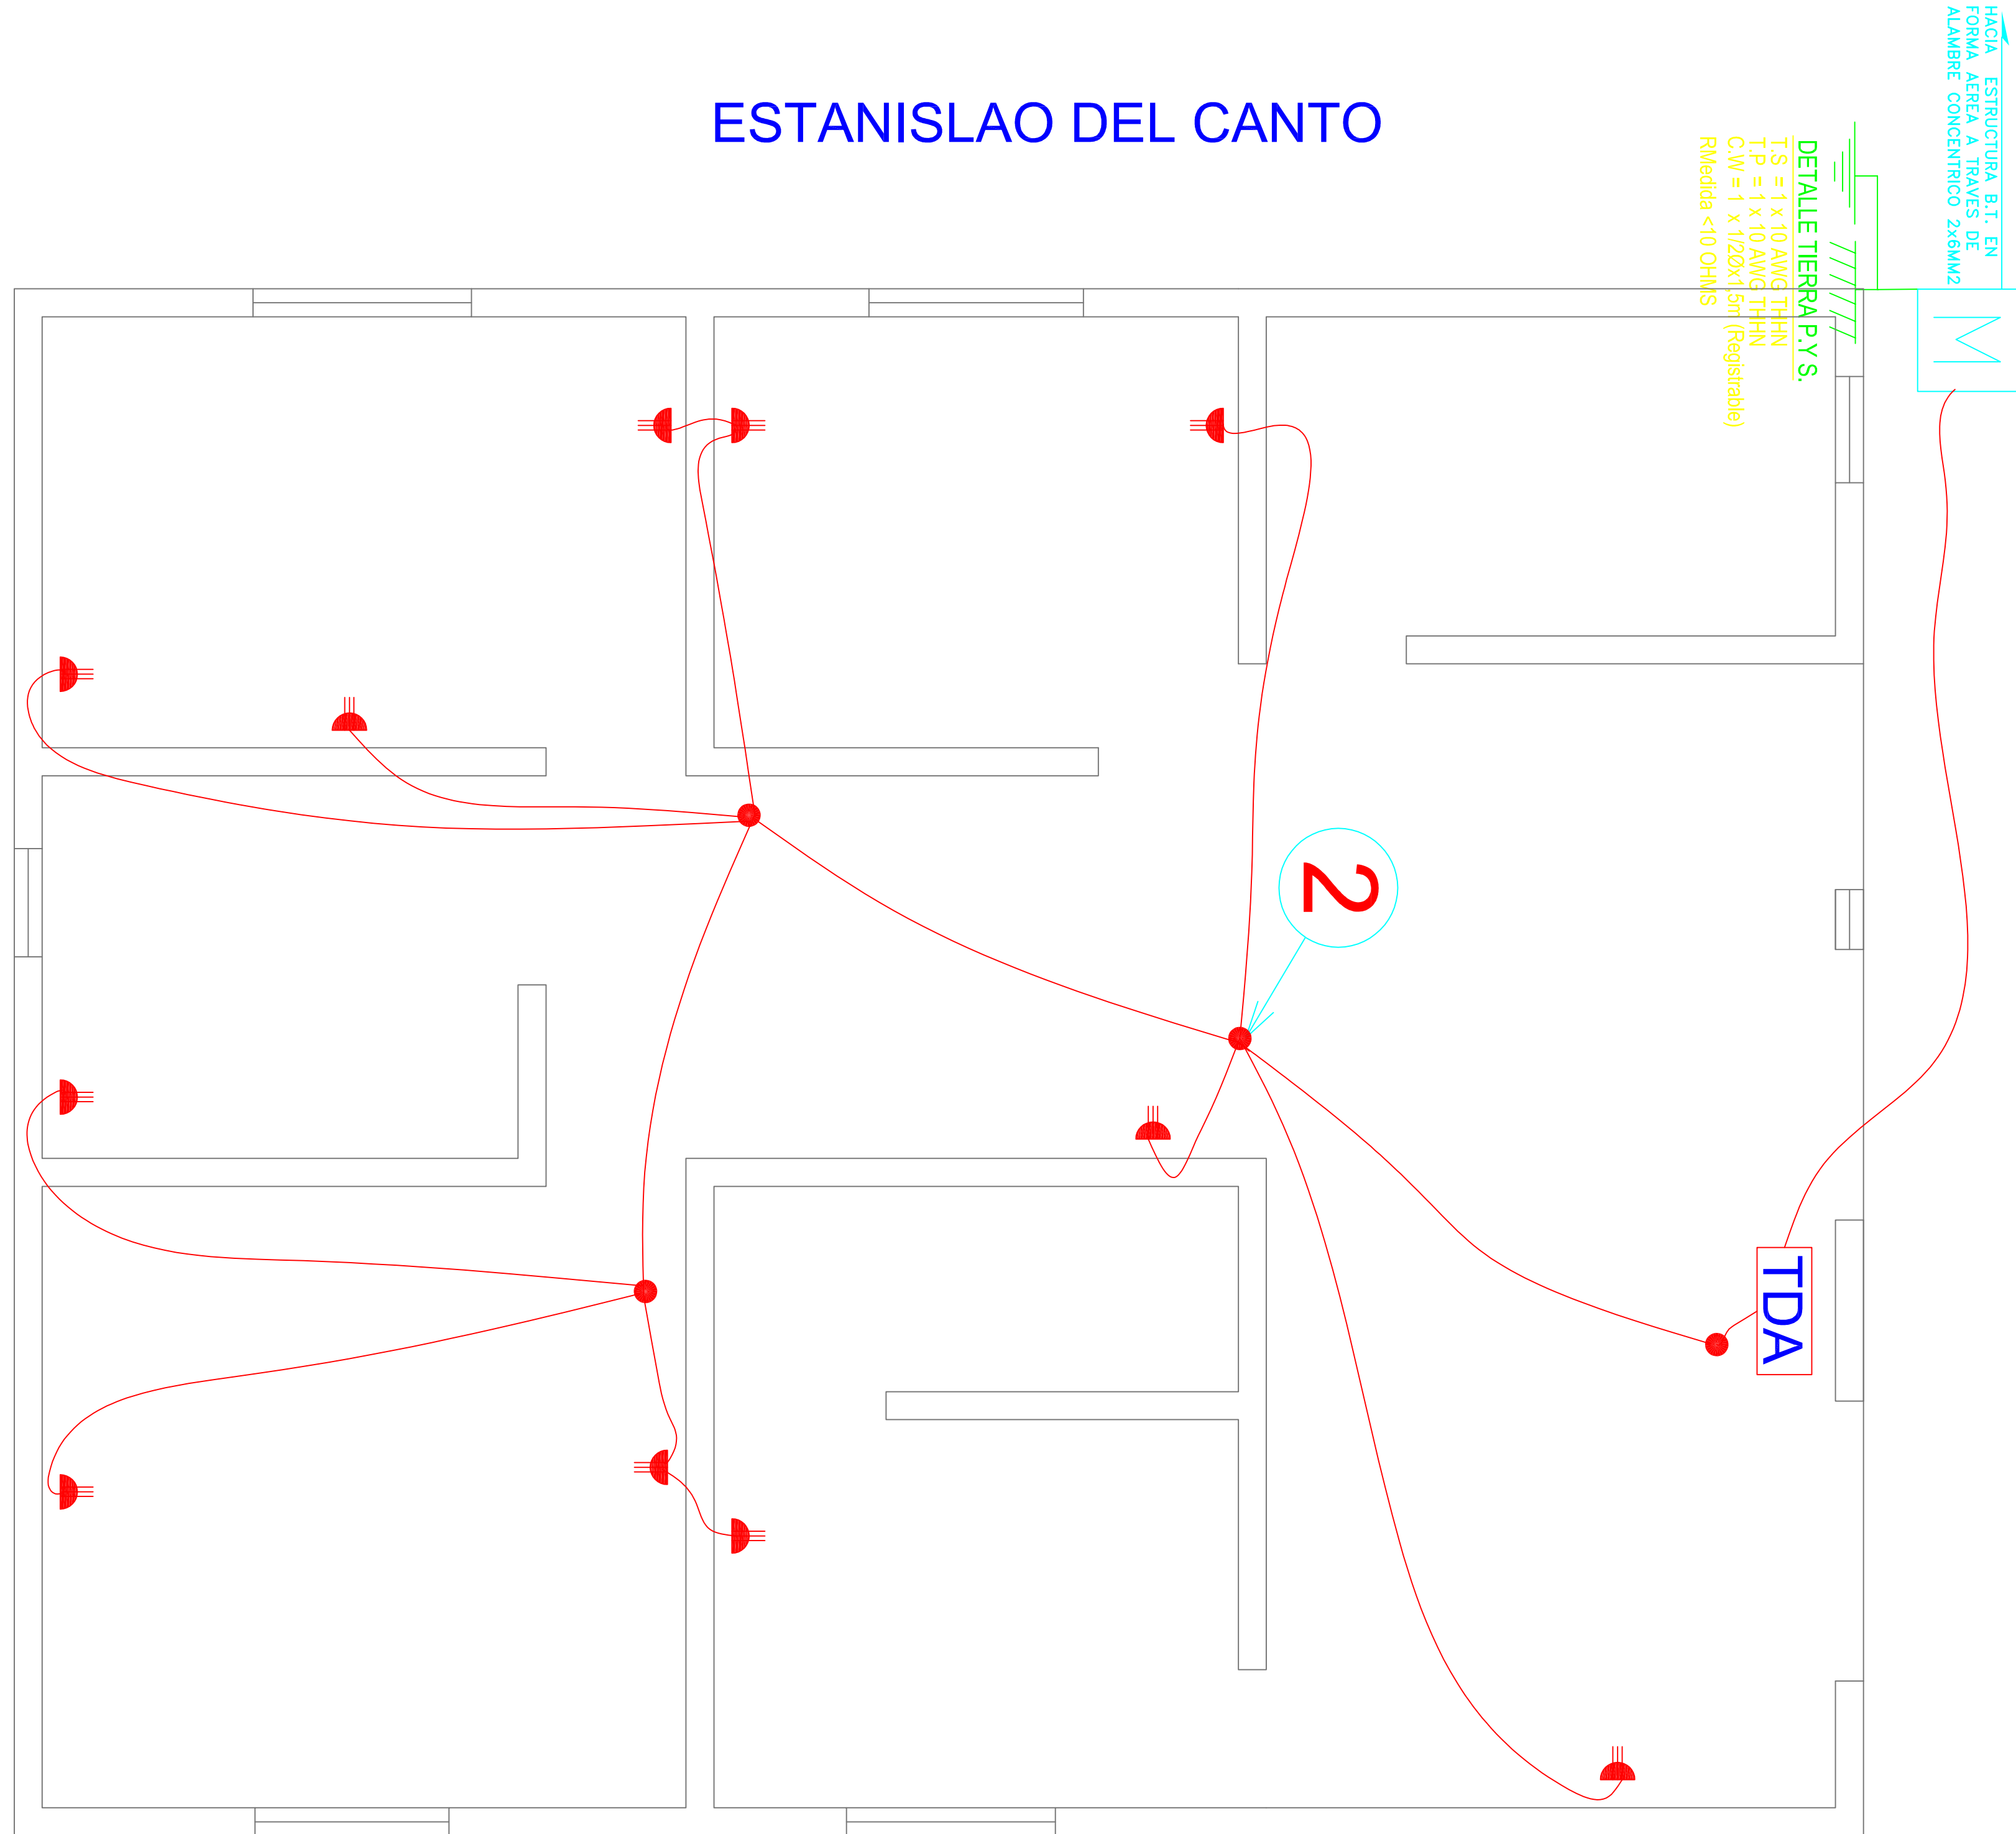 ESTANISLAO DEL CANTO
HACIA ESTRUCTURA B.T. EN
FORMA AEREA A TRAVES DE
ALAMBRE CONCENTRICO 2x6MM2
DETALLE TIERRA P.Y S.
T.S = 1 x 10 AWG THHN
T.P = 1 x 10 AWG THHN
C.W = 1 x 1/2Øx1,5m (Registrable)
RMedida <10 OHMS
M
2
TDA